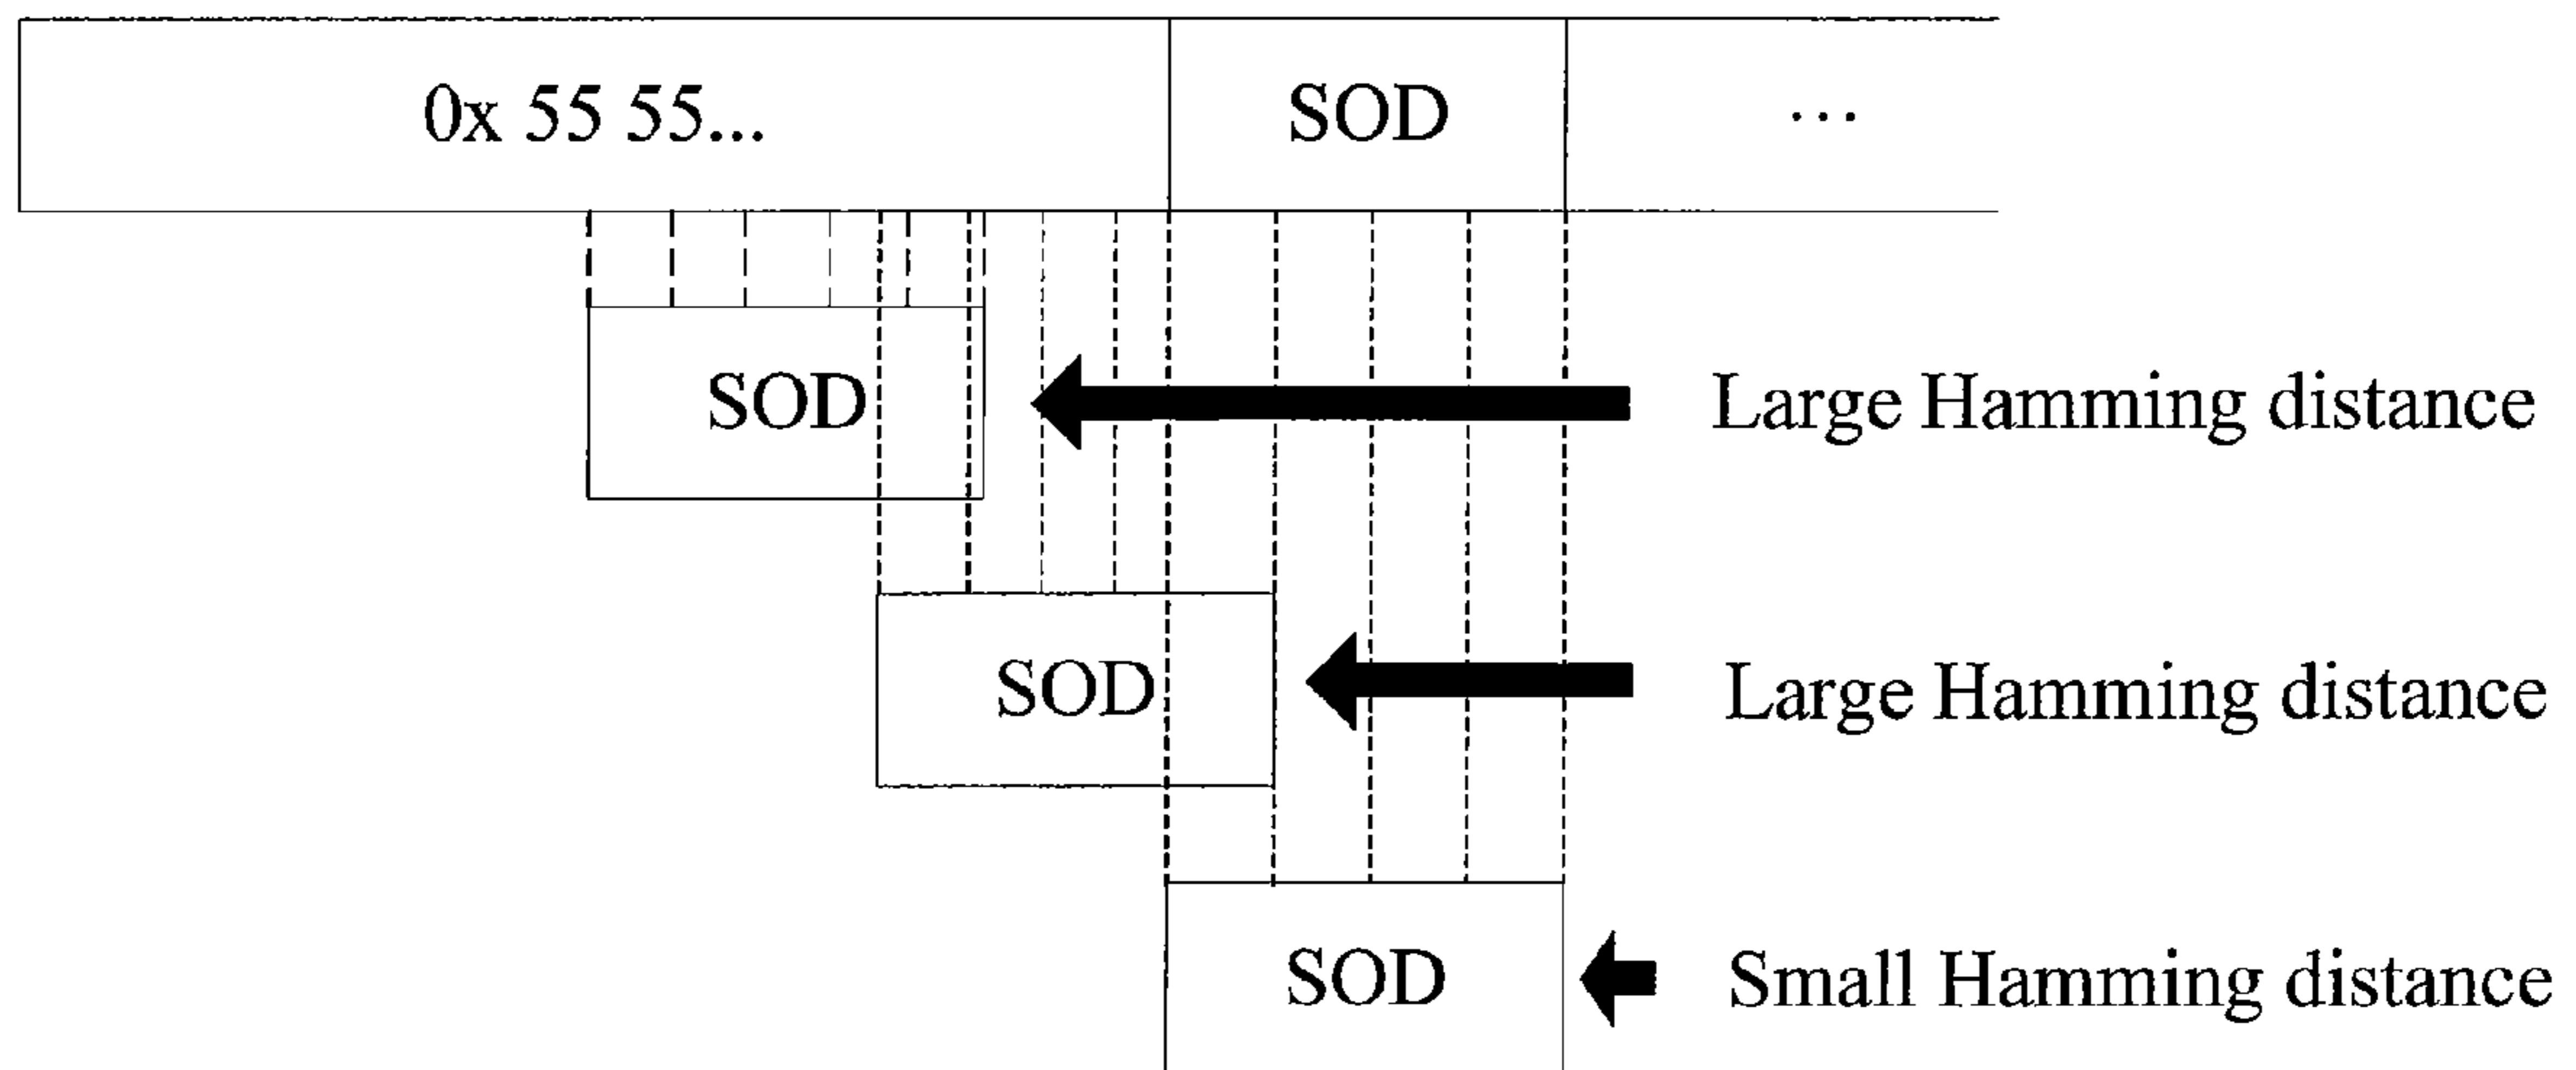 0x 55 55... SOD ...
SOD Large Hamming distance
SOD Large Hamming distance
SOD Small Hamming distance